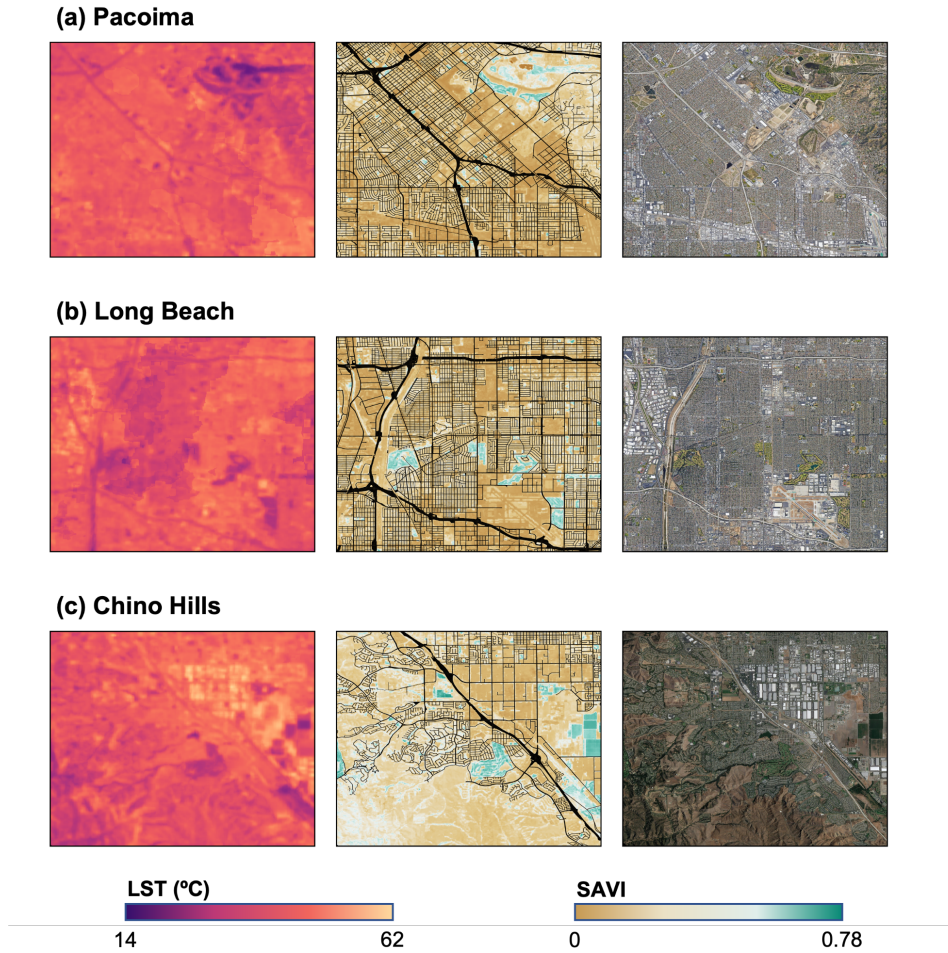 (a) Pacoima
(b) Long Beach
(c) Chino Hills
LST (ºC)
14
62
SAVI
0
0.78